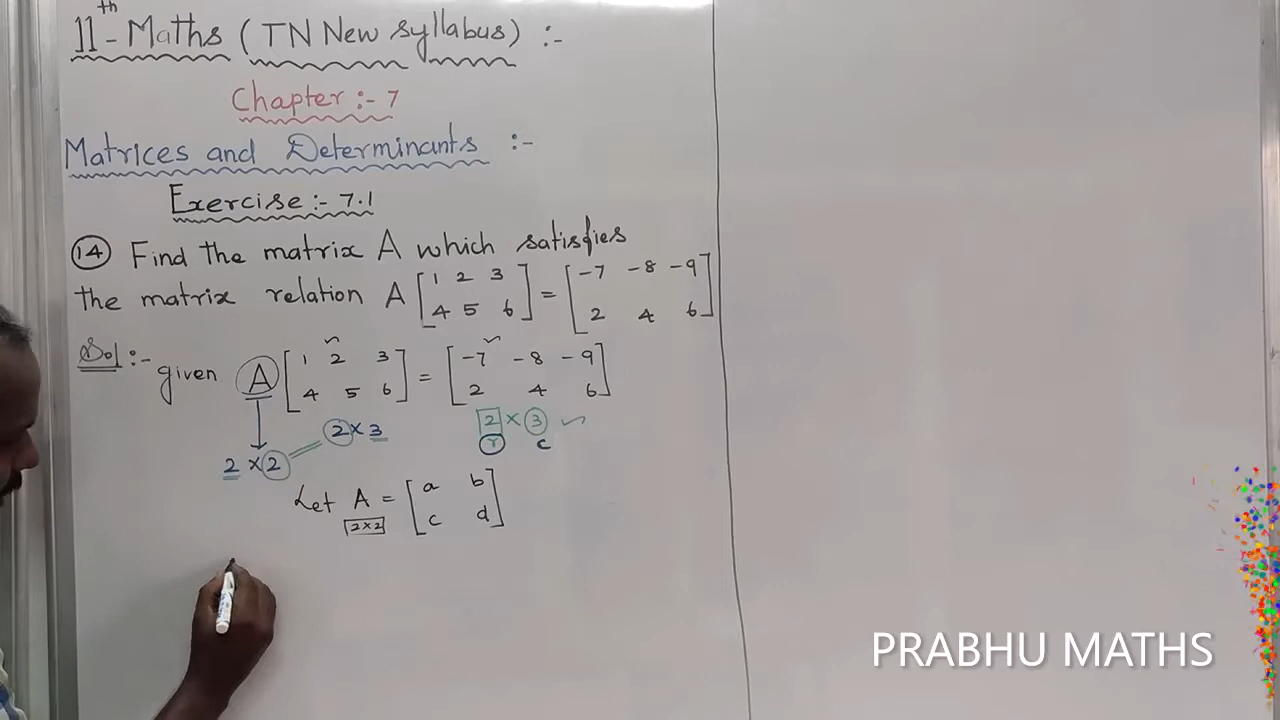 11th - Maths (TN New Syllabus) :-
Chapter :- 7
Matrices and Determinants :-
Exercise :- 7.1
14 Find the matrix A which satisfies
the matrix relation A [1 2 3 = [-7 -8 -9
4 5 6] 2 4 6]
Sol :- given A [1 2 3 = [-7 -8 -9
4 5 6] 2 4 6]
2 × 3 2 × 3
2 × 2 r c
Let A = [a b
2×2 c d]
PRABHU MATHS